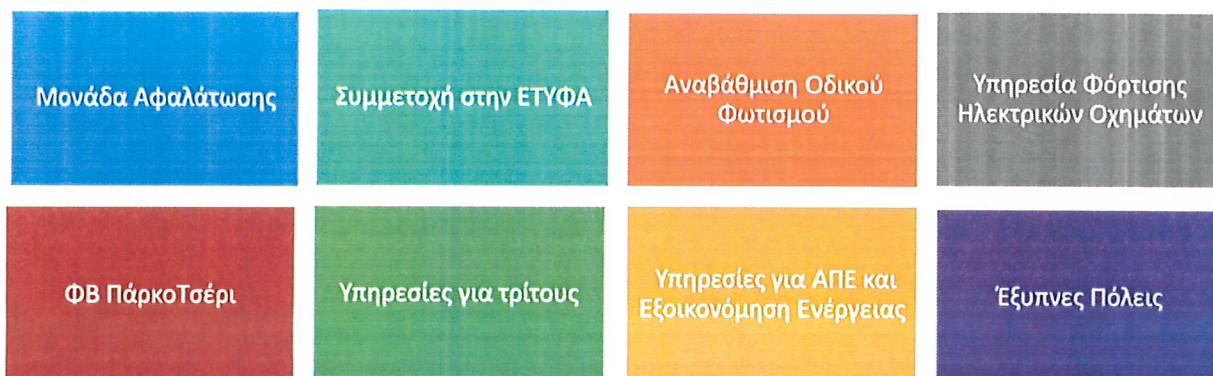 Μονάδα Αφαλάτωσης
Συμμετοχή στην ΕΤΥΦΑ
Αναβάθμιση Οδικού
Φωτισμού
Υπηρεσία Φόρτισης
Ηλεκτρικών Οχημάτων
ΦΒ ΠάρκοΤσέρι
Υπηρεσίες για τρίτους
Υπηρεσίες για ΑΠΕ και
Εξοικονόμηση Ενέργειας
Έξυπνες Πόλεις